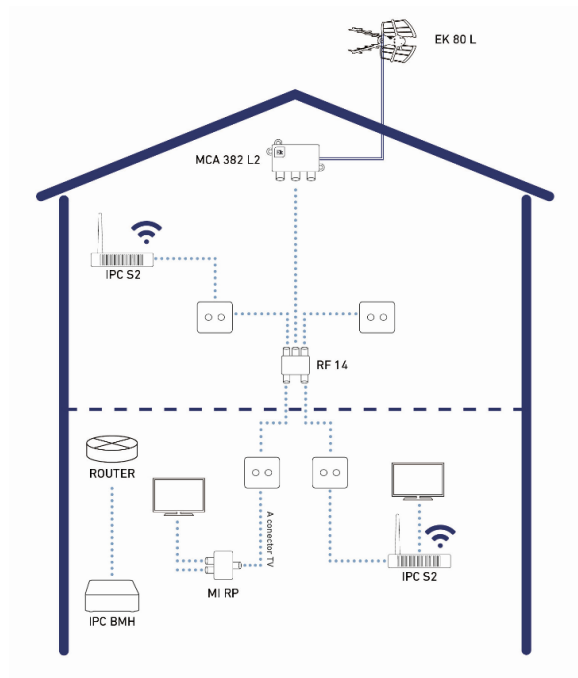 EK 80 L
MCA 382 L2
IPC S2
RF 14
ROUTER
A conector TV
MI RP
IPC S2
IPC BMH